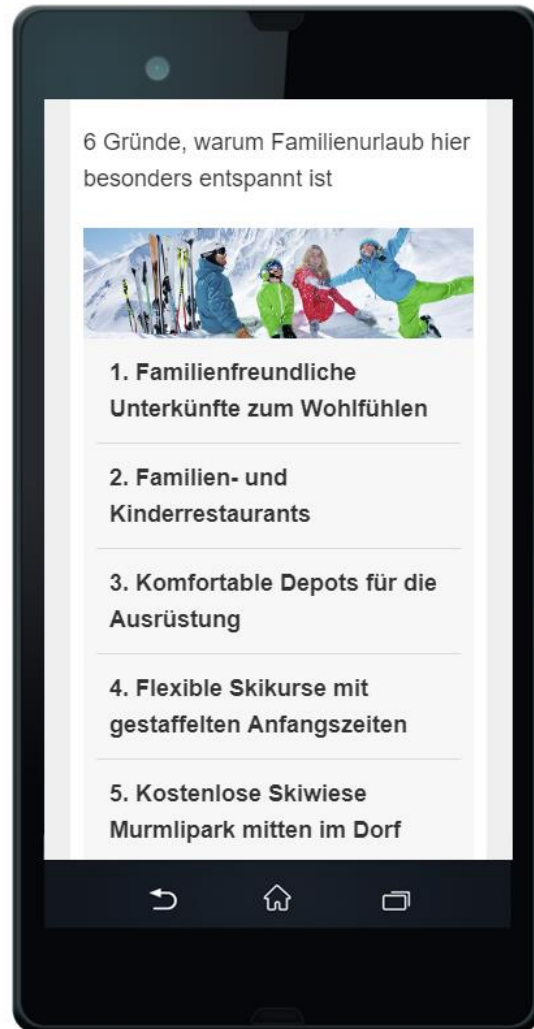 6 Gründe, warum Familienurlaub hier
besonders entspannt ist
1. Familienfreundliche
Unterkünfte zum Wohlfühlen
2. Familien- und
Kinderrestaurants
3. Komfortable Depots für die
Ausrüstung
4. Flexible Skikurse mit
gestaffelten Anfangszeiten
5. Kostenlose Skiwiese
Murmlipark mitten im Dorf